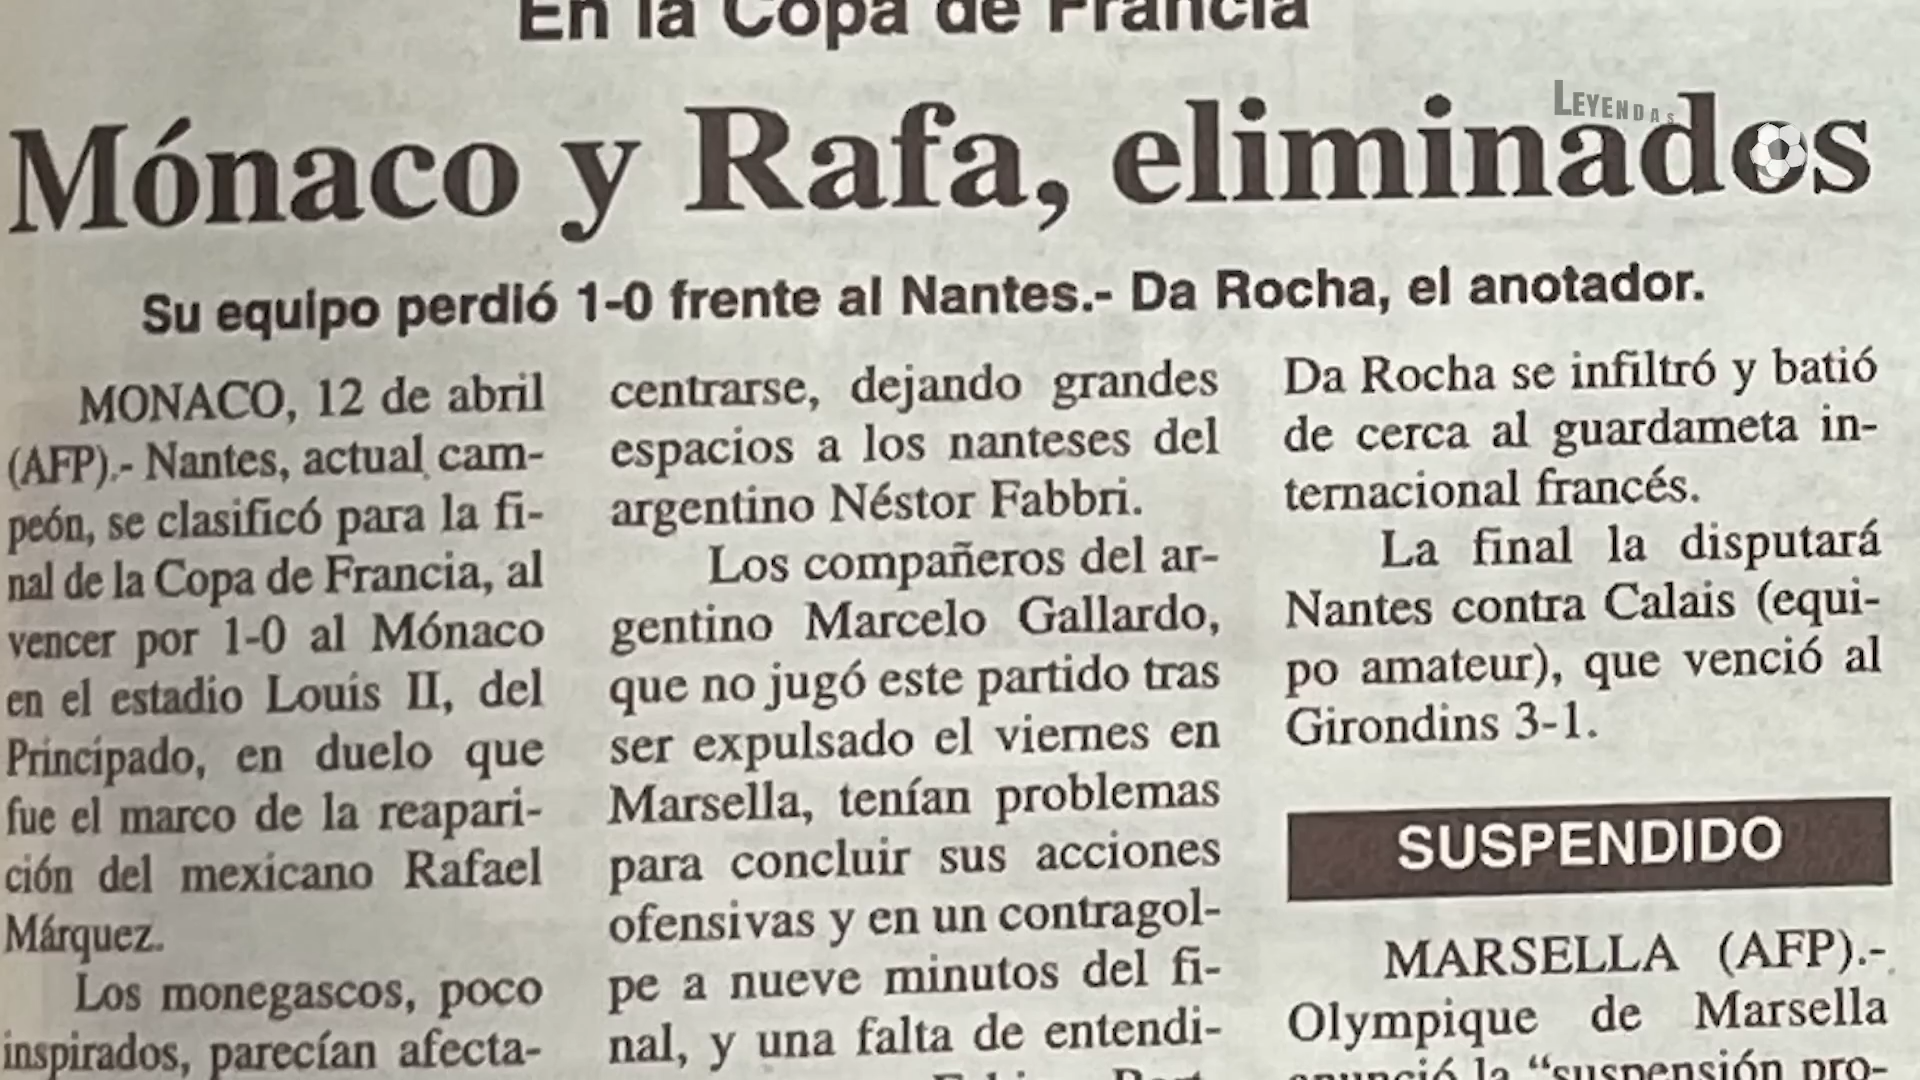 En la Copa de Francia
LEYENDAS
Mónaco y Rafa, eliminados
Su equipo perdió 1-0 frente al Nantes.- Da Rocha, el anotador.
MONACO, 12 de abril
(AFP).- Nantes, actual cam-
peón, se clasificó para la fi-
nal de la Copa de Francia, al
vencer por 1-0 al Mónaco
en el estadio Louis II, del
Principado, en duelo que
fue el marco de la reapari-
ción del mexicano Rafael
Márquez.
Los monegascos, poco
inspirados, parecían afecta-
centrarse, dejando grandes
espacios a los nanteses del
argentino Néstor Fabbri.
Los compañeros del ar-
gentino Marcelo Gallardo,
que no jugó este partido tras
ser expulsado el viernes en
Marsella, tenían problemas
para concluir sus acciones
ofensivas y en un contragol-
pe a nueve minutos del fi-
nal, y una falta de entendi-
Da Rocha se infiltró y batió
de cerca al guardameta in-
ternacional francés.
La final la disputará
Nantes contra Calais (equi-
po amateur), que venció al
Girondins 3-1.
SUSPENDIDO
MARSELLA (AFP).-
Olympique de Marsella
anunció la "suspensión pro-